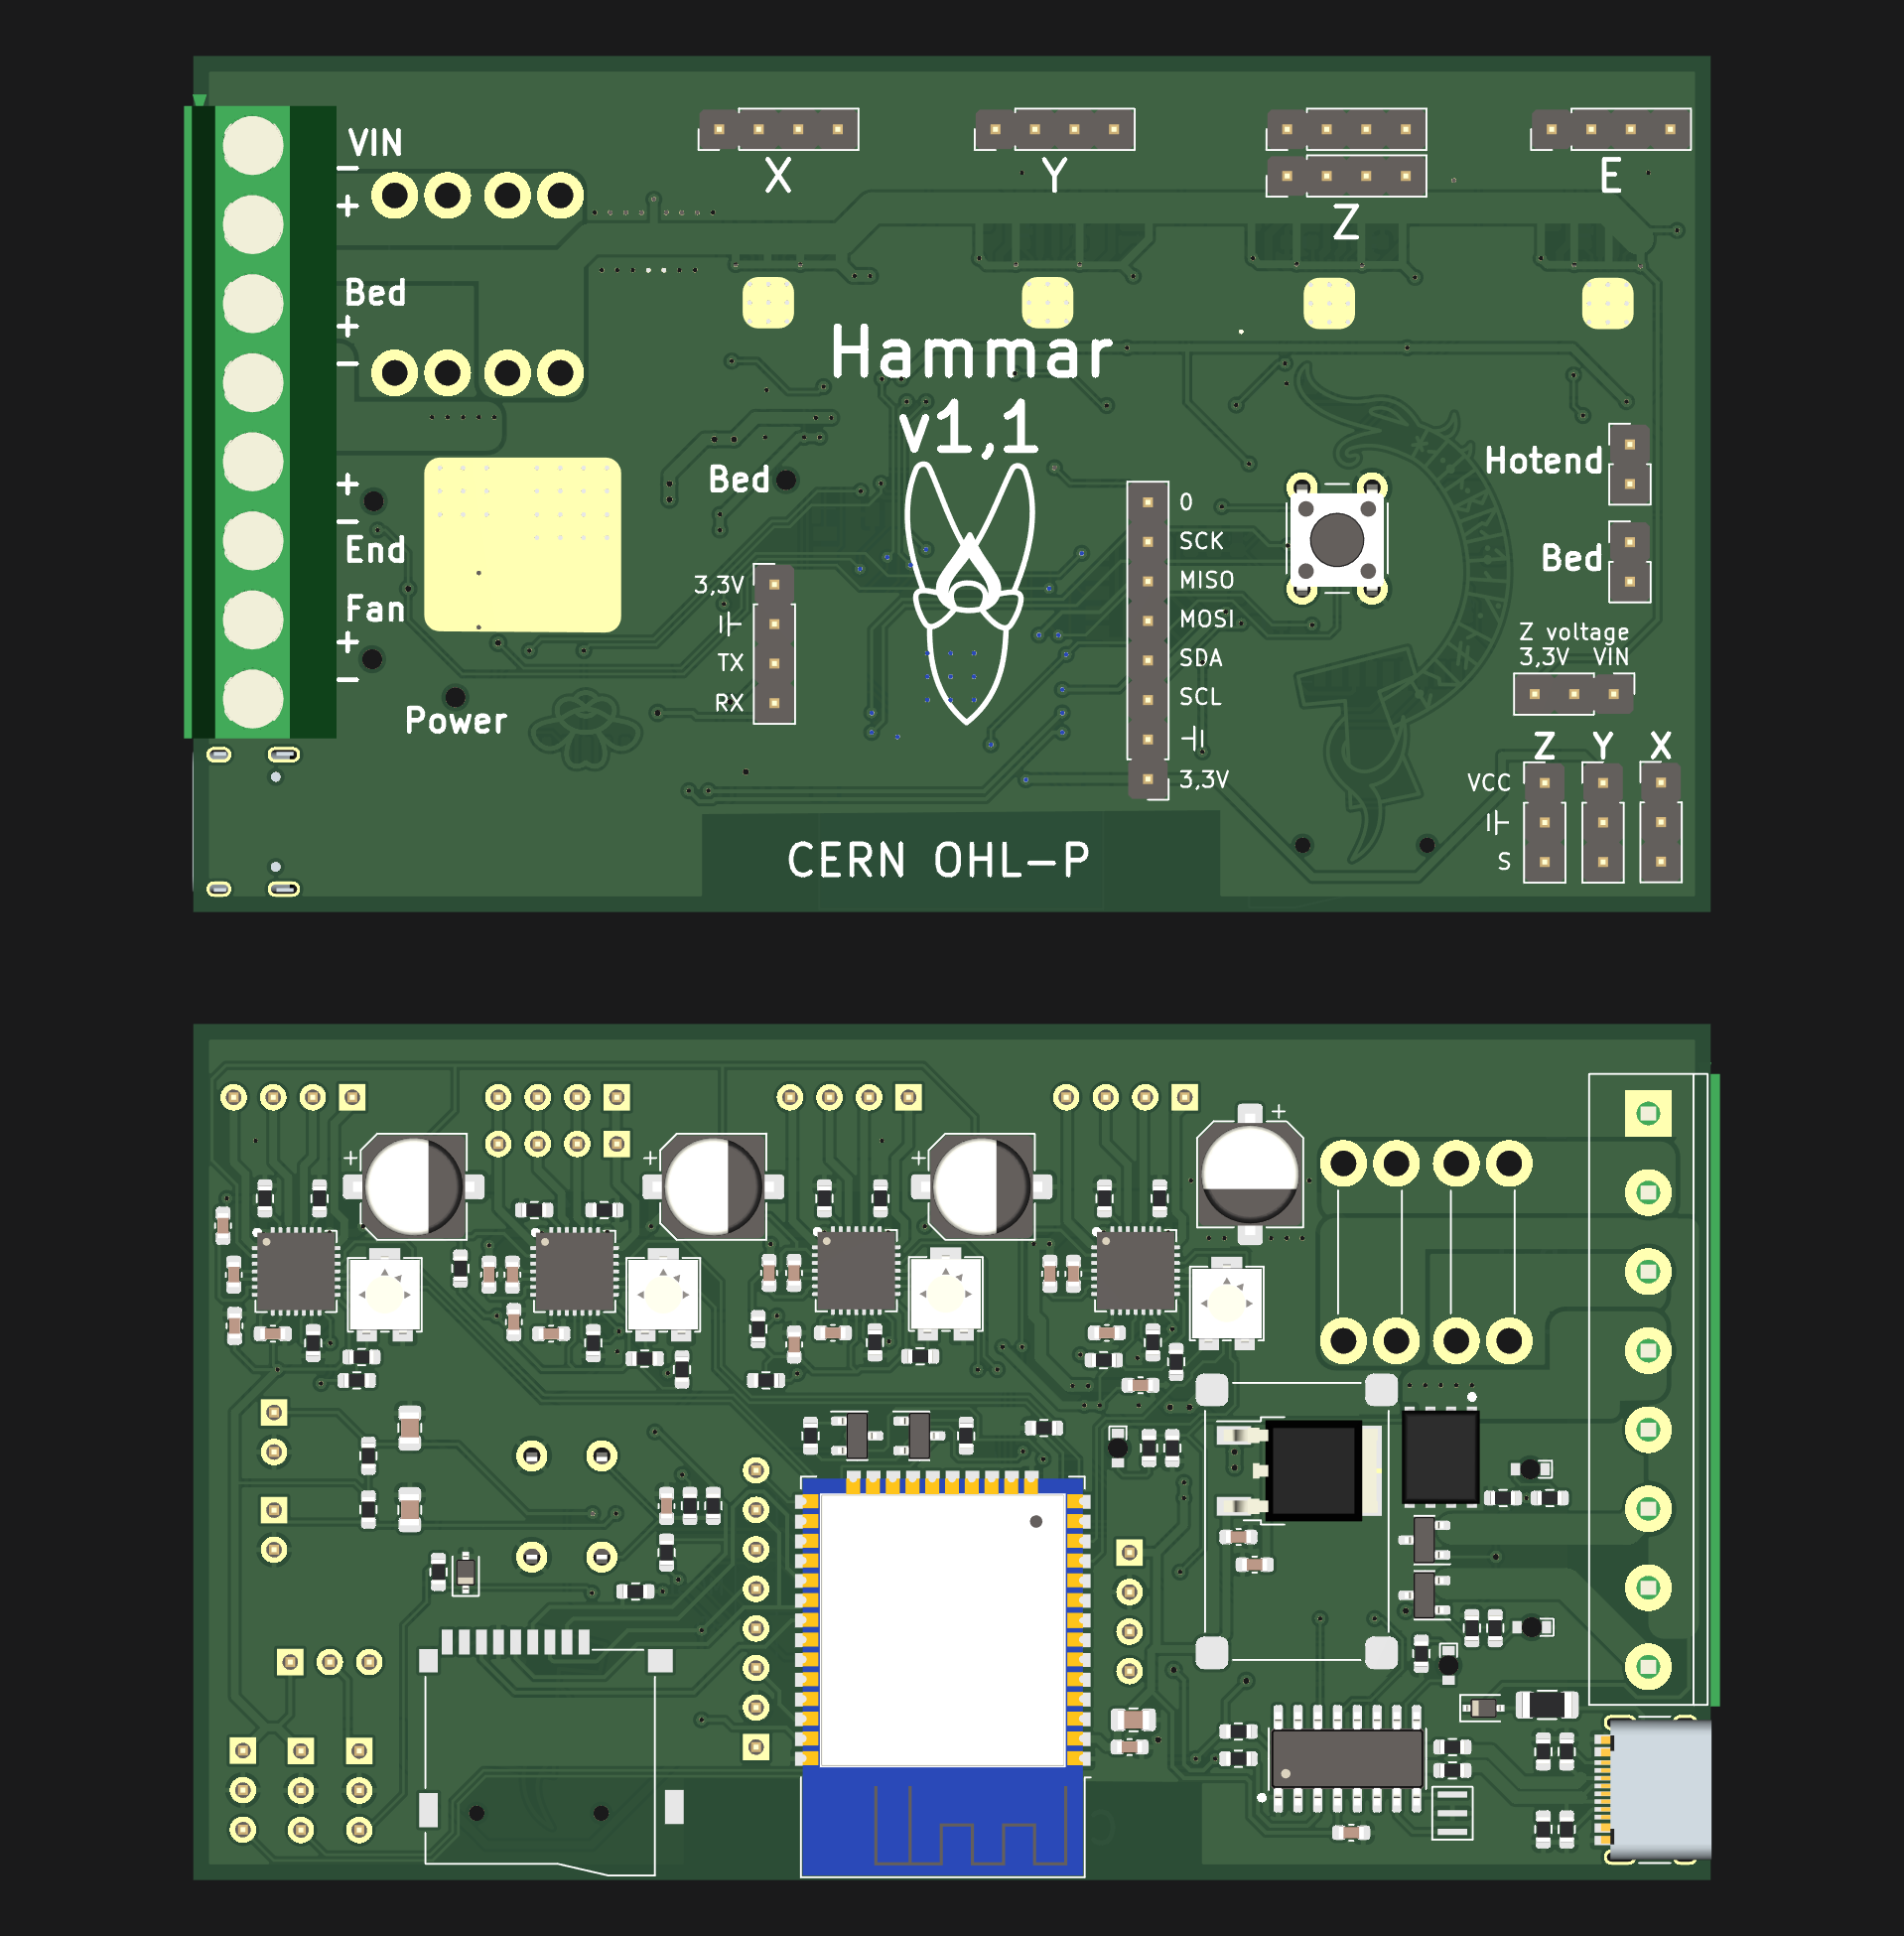 VIN
−
+
X
Y
Z
E
Bed
+
−
Hammar
v1,1
+
−
End
Fan
+
−
Power
Bed
3,3V
TX
RX
0
SCK
MISO
MOSI
SDA
SCL
3,3V
Hotend
Bed
Z voltage
3,3V VIN
Z Y X
VCC
S
CERN OHL-P
+
+
+
+